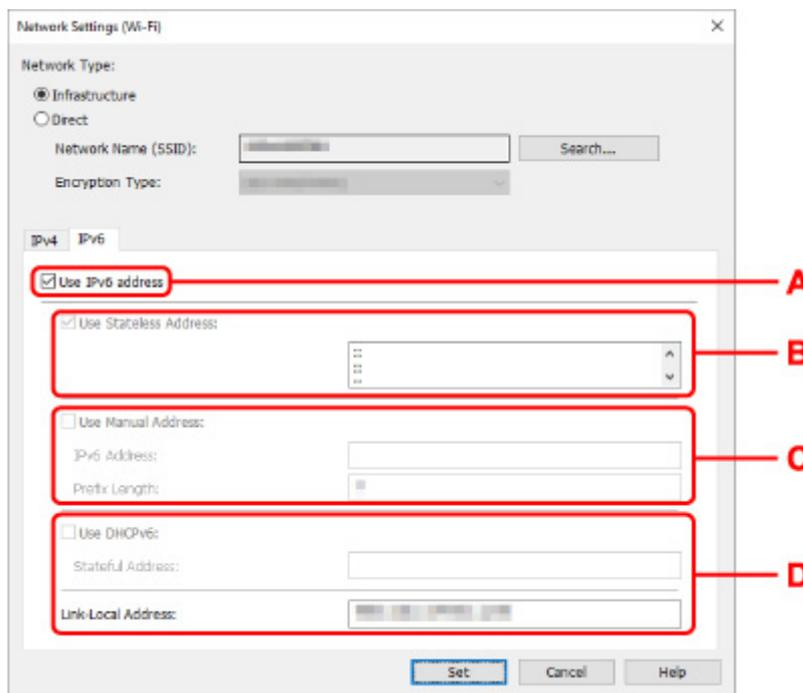 Network Settings (Wi-Fi)
Network Type:
Infrastructure
Direct
Network Name (SSID):
Search...
Encryption Type:
IPv4 IPv6
Use IPv6 address
A
Use Stateless Address:
::
::
::
B
Use Manual Address:
IPv6 Address:
Prefix Length:
C
Use DHCPv6:
Stateful Address:
D
Link-Local Address:
Set Cancel Help